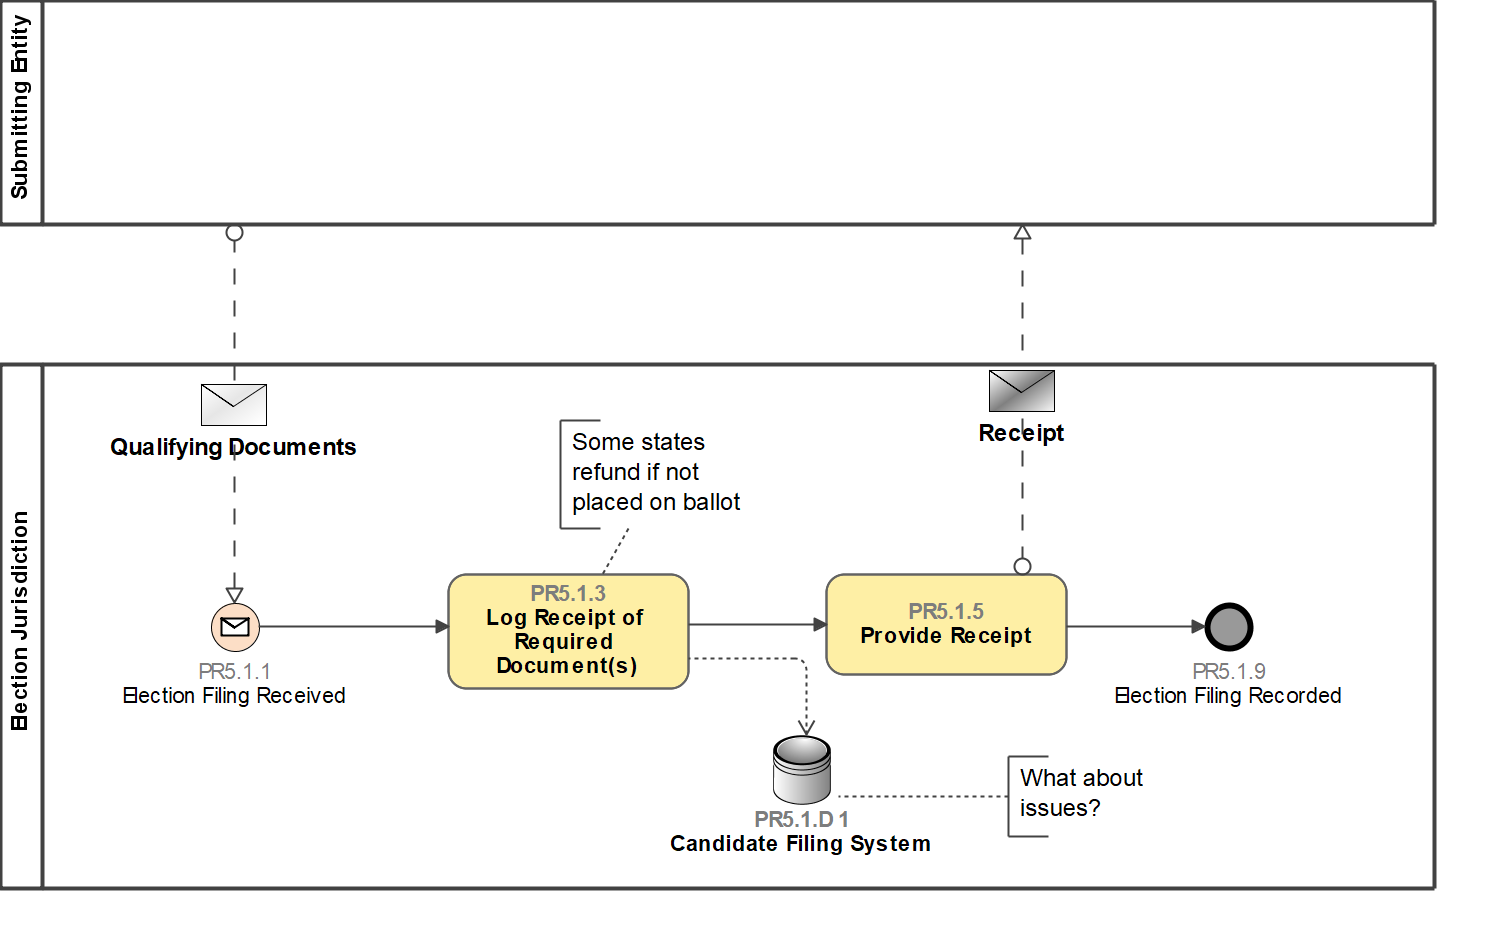 Submitting Entity
Election Jurisdiction
Qualifying Documents
Receipt
Some states
refund if not
placed on ballot
PR5.1.1
Election Filing Received
PR5.1.3
Log Receipt of
Required
Document(s)
PR5.1.5
Provide Receipt
PR5.1.9
Election Filing Recorded
PR5.1.D1
Candidate Filing System
What about
issues?